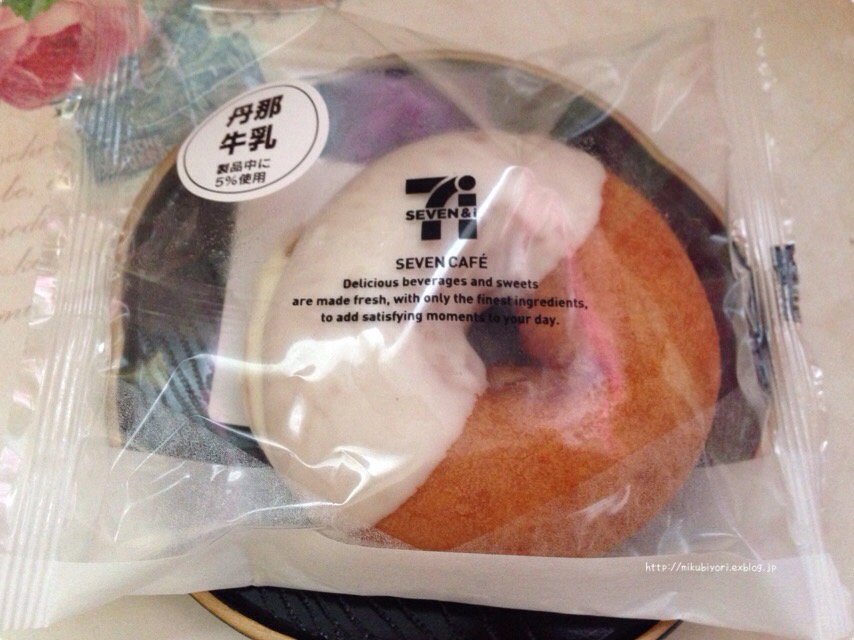 丹那
牛乳
製品中に
5%使用
7i
SEVEN&i
SEVEN CAFÉ
Delicious beverages and sweets
are made fresh, with only the finest ingredients,
to add satisfying moments to your day.
http://mikubiyori.exblog.jp